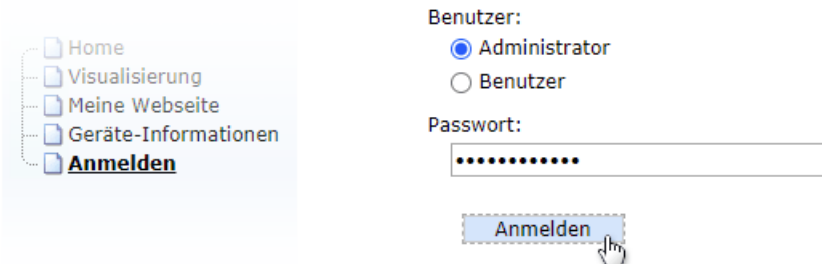 Home
Visualisierung
Meine Webseite
Geräte-Informationen
Anmelden
Benutzer:
Administrator
Benutzer
Passwort:
••••••••••••
Anmelden